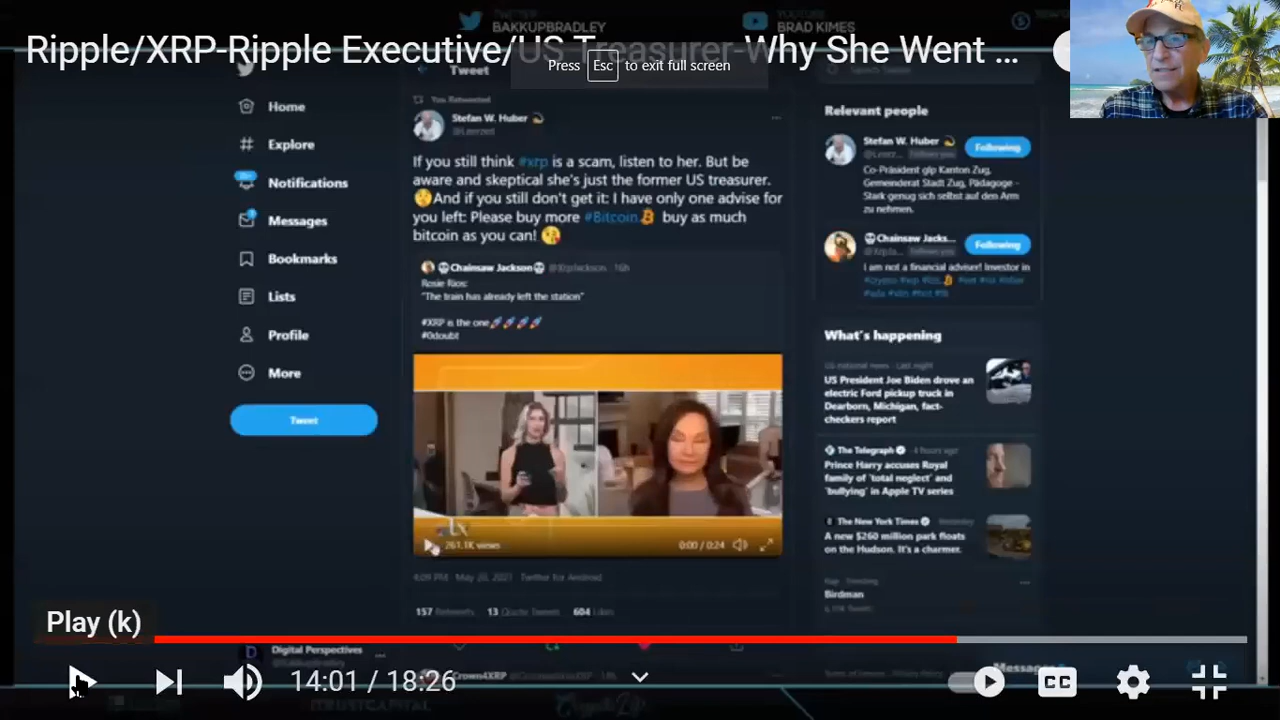 BAKKUPBRADLEY
YOUTUBE
BRAD KIMES
Ripple/XRP-Ripple Executive/US Treasurer-Why She Went ...
Press Esc to exit full screen
Tweet
Home
Explore
Notifications
Messages
Bookmarks
Lists
Profile
More
Tweet
You Retweeted
Stefan W. Huber
If you still think #xrp is a scam, listen to her. But be
aware and skeptical she's just the former US treasurer.
And if you still don't get it: I have only one advise for
you left: Please buy more #Bitcoin buy as much
bitcoin as you can!
Chainsaw Jackson @XrpJackson · 16h
Rosie Rios:
"The train has already left the station"
#XRP is the one
#0doubt
261.1K views
0:00 / 0:24
4:09 PM · May 20, 2021 · Twitter for Android
157 Retweets 13 Quote Tweets 604 Likes
Relevant people
Stefan W. Huber
Following
Co-Präsident glp Kanton Zug,
Gemeinderat Stadt Zug, Pädagoge -
Stark genug sich selbst auf den Arm
zu nehmen.
Chainsaw Jacks...
Following
I am not a financial adviser! Investor in
What's happening
US national news · Last night
US President Joe Biden drove an
electric Ford pickup truck in
Dearborn, Michigan, fact-
checkers report
The Telegraph · 4 hours ago
Prince Harry accuses Royal
family of 'total neglect' and
'bullying' in Apple TV series
The New York Times · Yesterday
A new $260 million park floats
on the Hudson. It's a charmer.
Rap · Trending
Birdman
Messages
Digital Perspectives
Crown4XRP
Play (k)
14:01 / 18:26
CC